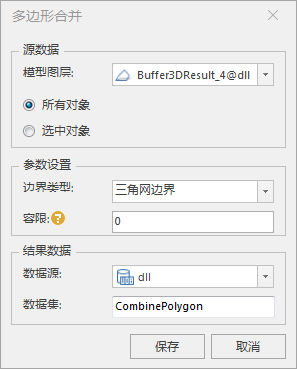 多边形合并
源数据
模型图层: Buffer3DResult_4@dll
所有对象
选中对象
参数设置
边界类型: 三角网边界
容限: 0
结果数据
数据源: dll
数据集: CombinePolygon
保存 取消